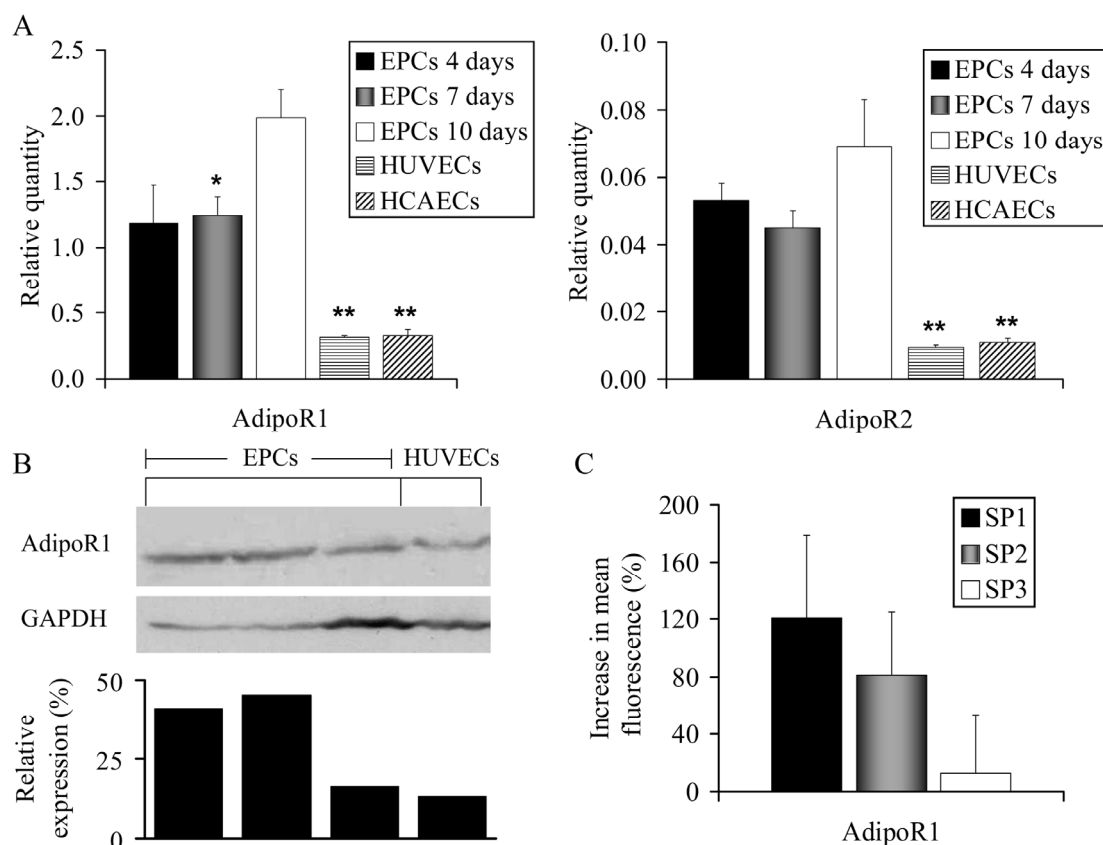 A
Relative quantity
2.5
2.0
1.5
1.0
0.5
0.0
*
**
**
EPCs 4 days
EPCs 7 days
EPCs 10 days
HUVECs
HCAECs
AdipoR1
Relative quantity
0.10
0.08
0.06
0.04
0.02
0.00
**
**
EPCs 4 days
EPCs 7 days
EPCs 10 days
HUVECs
HCAECs
AdipoR2
B
EPCs
HUVECs
AdipoR1
GAPDH
Relative
expression (%)
50
25
0
C
Increase in mean
fluorescence (%)
200
160
120
80
40
0
SP1
SP2
SP3
AdipoR1